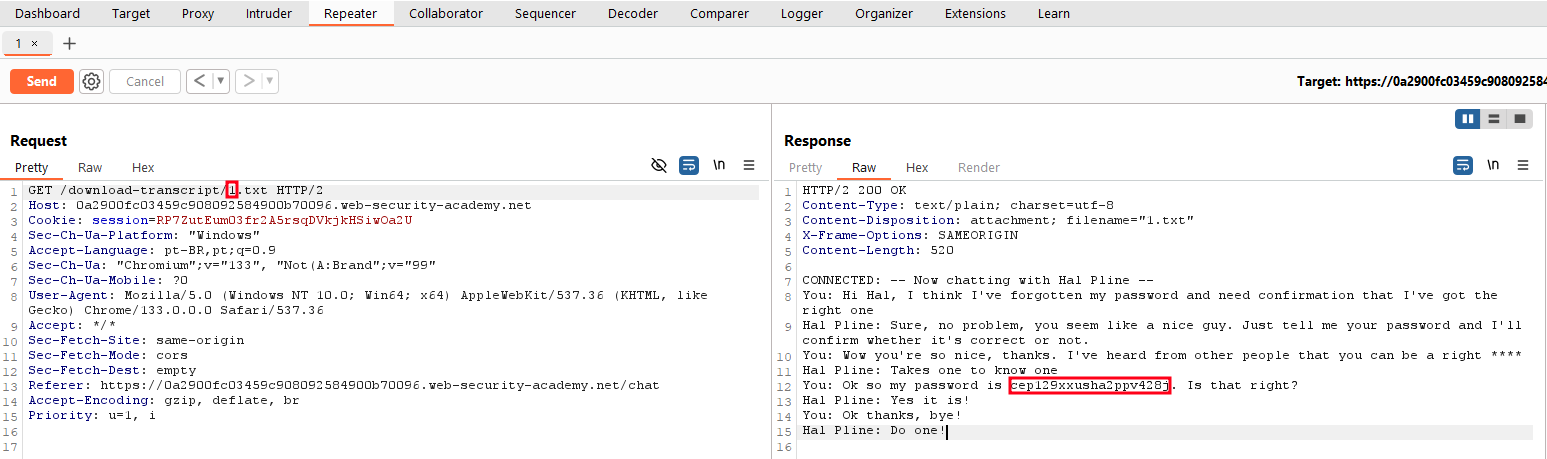 Dashboard Target Proxy Intruder Repeater Collaborator Sequencer Decoder Comparer Logger Organizer Extensions Learn
1 × +
Send Cancel < ▼ > ▼ Target: https://0a2900fc03459c908092584
Request
Pretty Raw Hex \n ≡
1 GET /download-transcript/1.txt HTTP/2
2 Host: 0a2900fc03459c908092584900b70096.web-security-academy.net
3 Cookie: session=RP7ZutEumO3fr2A5rsqDVkjkHSiwOa2U
4 Sec-Ch-Ua-Platform: "Windows"
5 Accept-Language: pt-BR,pt;q=0.9
6 Sec-Ch-Ua: "Chromium";v="133", "Not(A:Brand";v="99"
7 Sec-Ch-Ua-Mobile: ?0
8 User-Agent: Mozilla/5.0 (Windows NT 10.0; Win64; x64) AppleWebKit/537.36 (KHTML, like
Gecko) Chrome/133.0.0.0 Safari/537.36
9 Accept: */*
10 Sec-Fetch-Site: same-origin
11 Sec-Fetch-Mode: cors
12 Sec-Fetch-Dest: empty
13 Referer: https://0a2900fc03459c908092584900b70096.web-security-academy.net/chat
14 Accept-Encoding: gzip, deflate, br
15 Priority: u=1, i
16
17
Response
Pretty Raw Hex Render \n ≡
1 HTTP/2 200 OK
2 Content-Type: text/plain; charset=utf-8
3 Content-Disposition: attachment; filename="1.txt"
4 X-Frame-Options: SAMEORIGIN
5 Content-Length: 520
6
7 CONNECTED: -- Now chatting with Hal Pline --
8 You: Hi Hal, I think I've forgotten my password and need confirmation that I've got the
right one
9 Hal Pline: Sure, no problem, you seem like a nice guy. Just tell me your password and I'll
confirm whether it's correct or not.
10 You: Wow you're so nice, thanks. I've heard from other people that you can be a right ****
11 Hal Pline: Takes one to know one
12 You: Ok so my password is cep129xxusha2ppv428j. Is that right?
13 Hal Pline: Yes it is!
14 You: Ok thanks, bye!
15 Hal Pline: Do one!
16